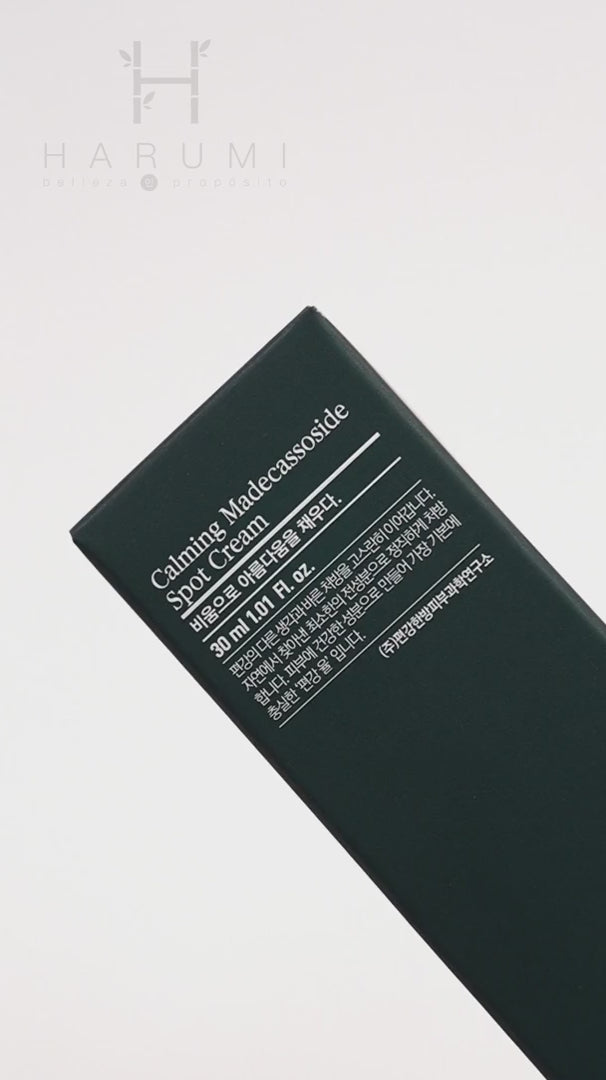 HARUMI
belleza & propósito
Calming Madecassoside
Spot Cream
비움으로 아름다움을 채우다.
30 ml 1.01 Fl. oz.
편강의 다른 생각과 바른 처방을 고스란히 이어갑니다.
자연에서 찾아낸 최소한의 전성분으로 정직하게 처방
합니다. 피부에 건강한 성분으로 만들어 가장 기본에
충실한 '편강 율' 입니다.
(주)편강한방피부과학연구소